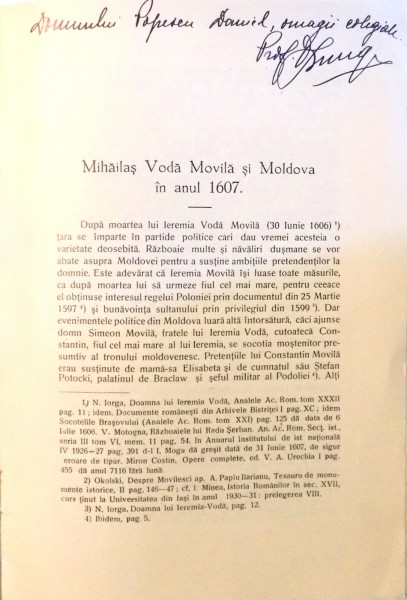 Domnului Popescu Daniel, omagii colegiale
Prof. DLungu
Mihăilaș Vodă Movilă și Moldova
în anul 1607.
După moartea lui Ieremia Vodă Movilă (30 Iunie 1606) ¹)
țara se împarte în partide politice cari dau vremei acesteia o
varietate deosebită. Războaie multe și năvăliri dușmane se vor
abate asupra Moldovei pentru a susține ambițiile pretendenților la
domnie. Este adevărat că Ieremia Movilă își luase toate măsurile,
ca după moartea lui să urmeze fiul cel mai mare, pentru ceeace
el obținuse interesul regelui Poloniei prin documentul din 25 Martie
1597 ²) și bunăvoința sultanului prin privilegiul din 1599 ³). Dar
evenimentele politice din Moldova luară altă întorsătură, căci ajunse
domn Simeon Movilă, fratele lui Ieremia Vodă, cutoatecă Con-
stantin, fiul cel mai mare al lui Ieremia, se socotia moștenitor pre-
sumtiv al tronului moldovenesc. Pretențiile lui Constantin Movilă
erau susținute de mamă-sa Elisabeta și de cumnatul său Ștefan
Potocki, palatinul de Braclaw și șeful militar al Podoliei ⁴). Alți
1) N. Iorga, Doamna lui Ieremia Vodă, Analele Ac. Rom. tom XXXII
pag. 11 ; idem. Documente românești din Arhivele Bistriței I pag. XC ; idem
Socotelile Brașovului (Analele Ac. Rom. tom XXI) pag. 125 dă data de 6
Iulie 1606. V. Motogna, Războaiele lui Radu Șerban. An. Ac. Rom. Secț. ist.,
seria III tom VI, mem. 11 pag. 54. In Anuarul Institutului de ist națională
IV 1926—27 pag. 391 d-l I. Moga dă greșit data de 31 Iunie 1607, de sigur
eroare de tipar. Miron Costin, Opere complete, ed. V. A. Urechia I pag.
455 dă anul 7116 fără lună.
2) Okolski, Despre Movilesci ap. A. Papiu Ilarianu, Tesauru de monu-
mente istorice, II pag. 146—47 ; cf. I. Minea, Istoria Românilor în sec. XVII,
curs ținut la Universitatea din Iași în anul 1930—31 : prelegerea VIII.
3) N. Iorga, Doamna lui Ieremia-Vodă, pag. 12.
4) Ibidem, pag. 5.